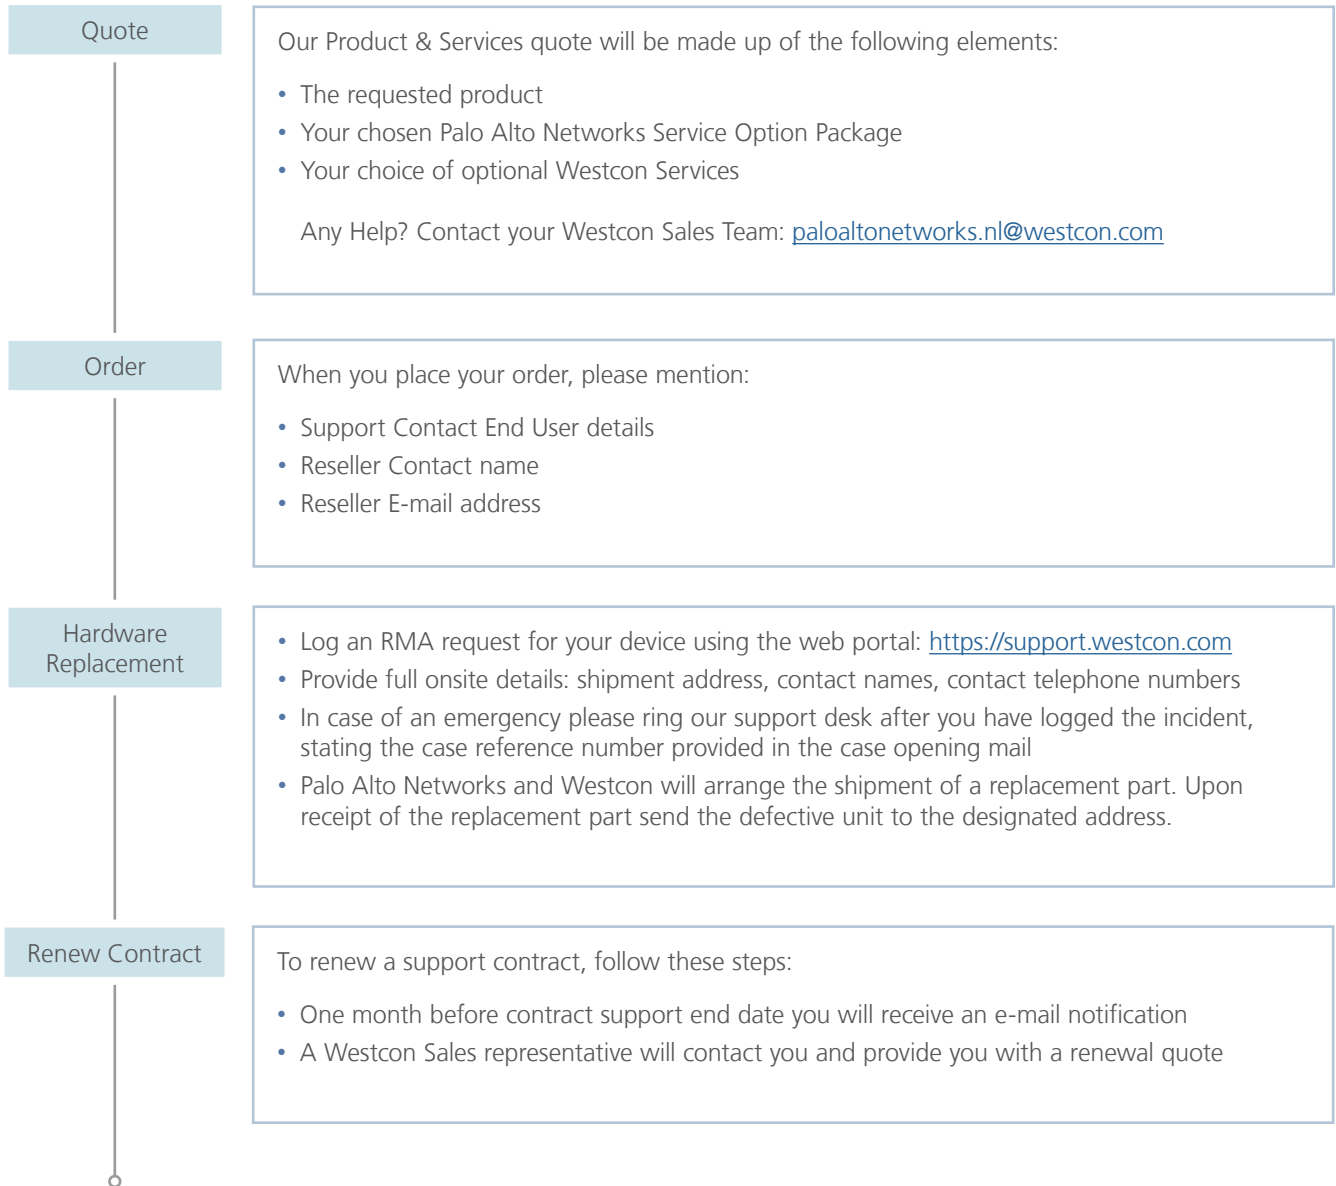 Quote
Our Product & Services quote will be made up of the following elements:
• The requested product
• Your chosen Palo Alto Networks Service Option Package
• Your choice of optional Westcon Services
Any Help? Contact your Westcon Sales Team: paloaltonetworks.nl@westcon.com
Order
When you place your order, please mention:
• Support Contact End User details
• Reseller Contact name
• Reseller E-mail address
Hardware
Replacement
• Log an RMA request for your device using the web portal: https://support.westcon.com
• Provide full onsite details: shipment address, contact names, contact telephone numbers
• In case of an emergency please ring our support desk after you have logged the incident,
stating the case reference number provided in the case opening mail
• Palo Alto Networks and Westcon will arrange the shipment of a replacement part. Upon
receipt of the replacement part send the defective unit to the designated address.
Renew Contract
To renew a support contract, follow these steps:
• One month before contract support end date you will receive an e-mail notification
• A Westcon Sales representative will contact you and provide you with a renewal quote